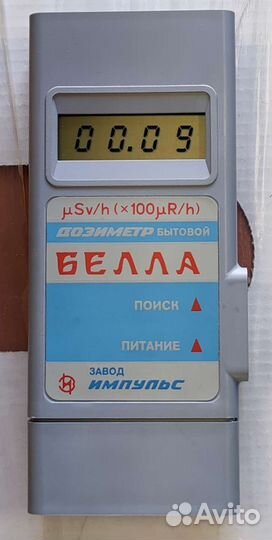 00.09
µSv/h (×100µR/h)
ДОЗИМЕТР БЫТОВОЙ
БЕЛЛА
ПОИСК ▲
ПИТАНИЕ ▲
ЗАВОД
ИМПУЛЬС
Avito